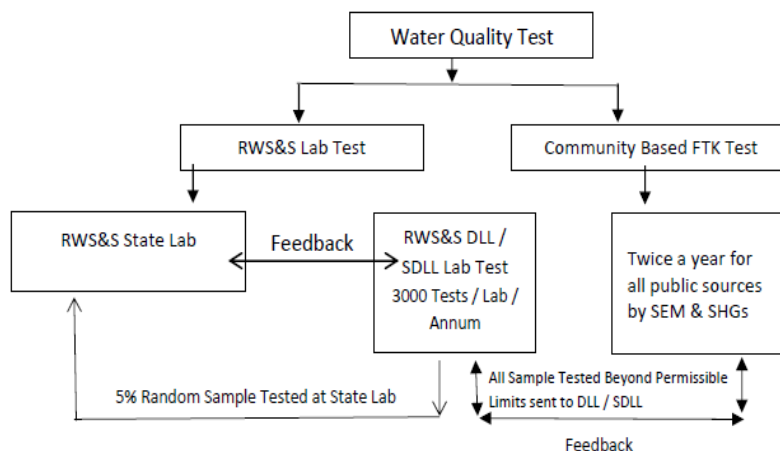 Water Quality Test
RWS&S Lab Test
Community Based FTK Test
RWS&S State Lab
Feedback
RWS&S DLL /
SDLL Lab Test
3000 Tests / Lab /
Annum
Twice a year for
all public sources
by SEM & SHGs
5% Random Sample Tested at State Lab
All Sample Tested Beyond Permissible
Limits sent to DLL / SDLL
Feedback